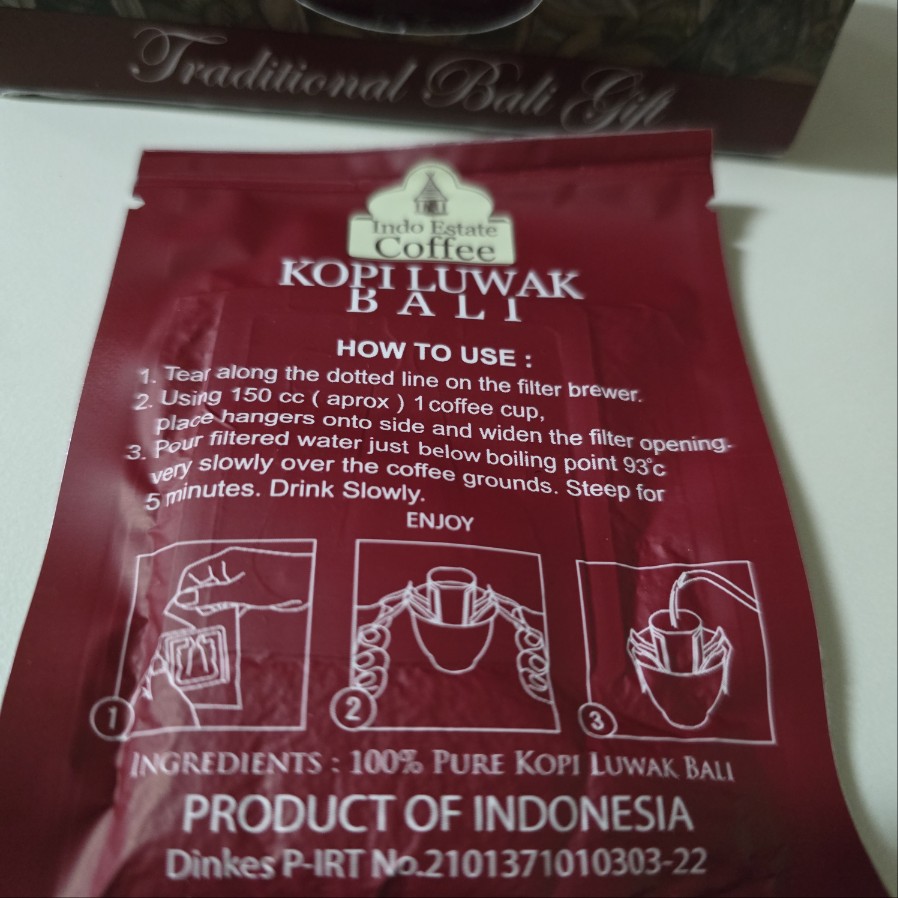 Traditional Bali Gift
Indo Estate
Coffee
KOPI LUWAK
BALI
HOW TO USE :
1. Tear along the dotted line on the filter brewer.
2. Using 150 cc ( aprox ) 1 coffee cup,
place hangers onto side and widen the filter opening.
3. Pour filtered water just below boiling point 93°c
very slowly over the coffee grounds. Steep for
5 minutes. Drink Slowly.
ENJOY
1
2
3
INGREDIENTS : 100% PURE KOPI LUWAK BALI
PRODUCT OF INDONESIA
Dinkes P-IRT No.2101371010303-22